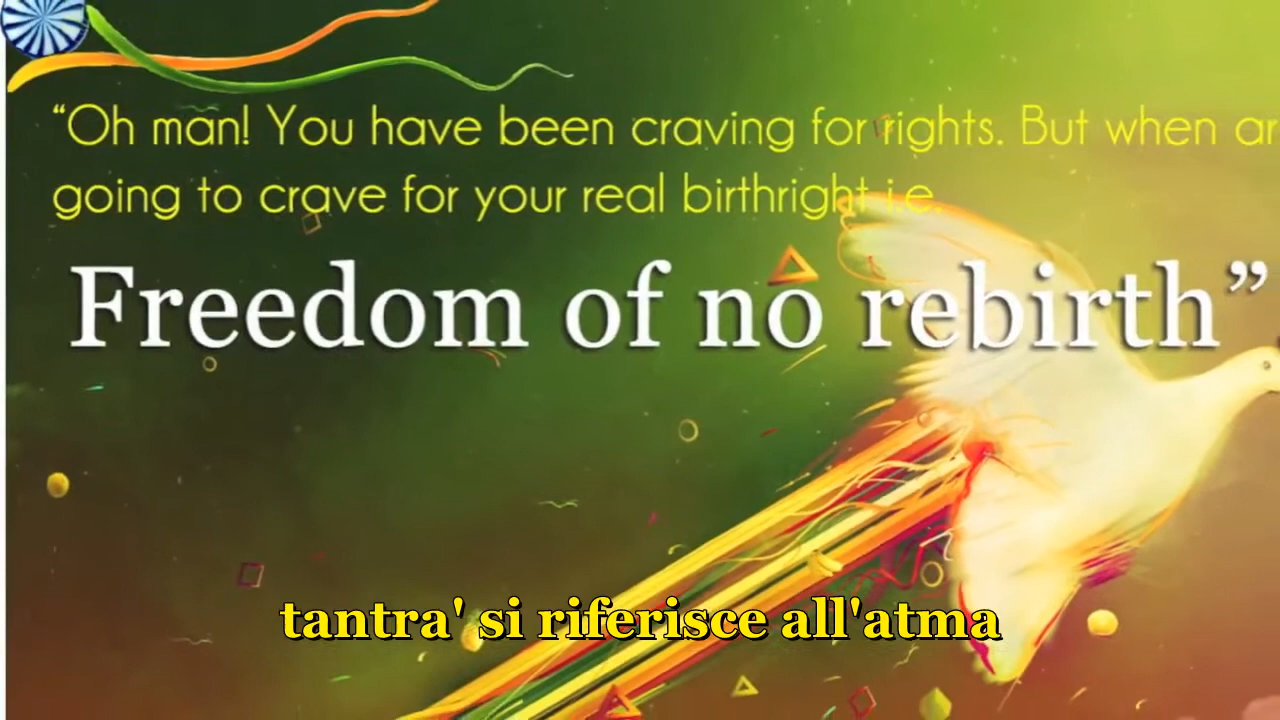 “Oh man! You have been craving for rights. But when
going to crave for your real birthright i.e.
Freedom of no rebirth”
tantra' si riferisce all'atma